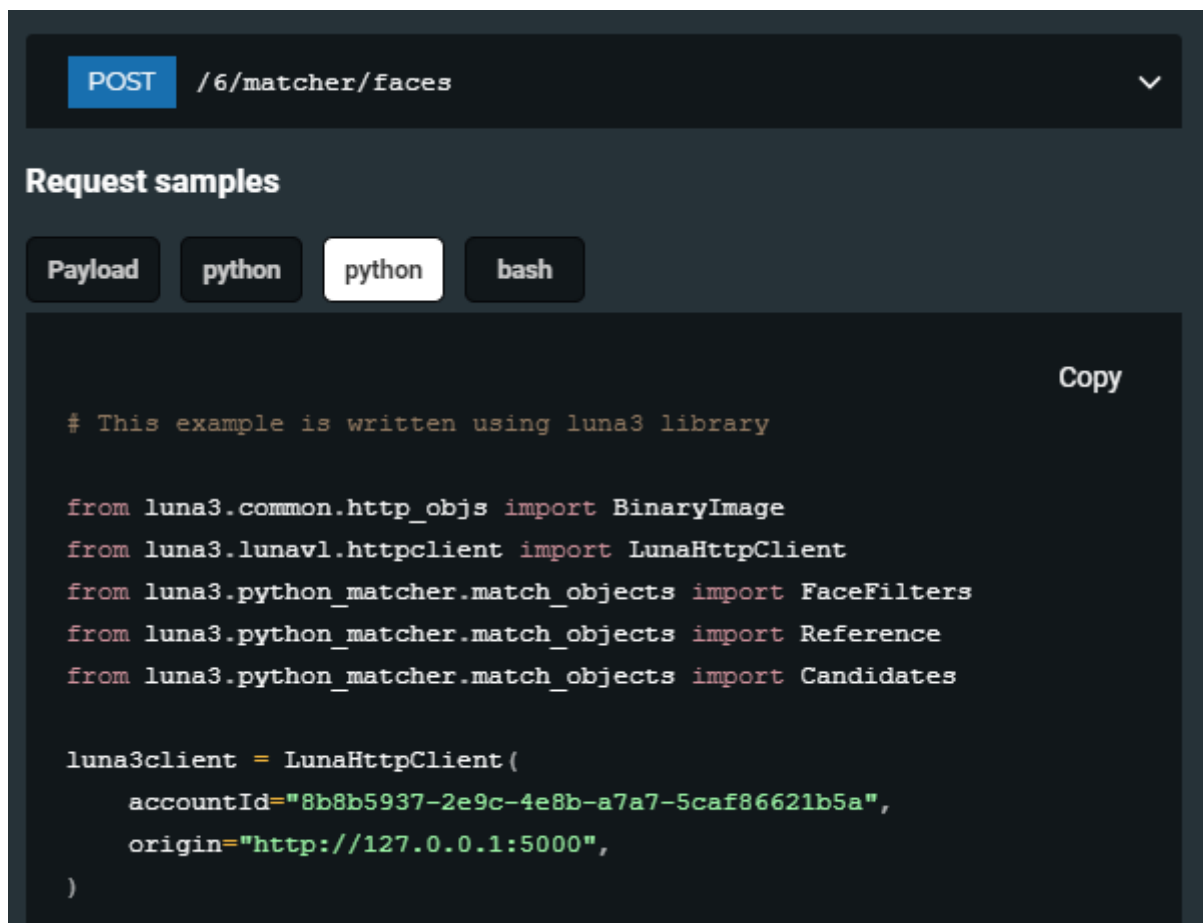 POST /6/matcher/faces
Request samples
Payload python python bash
Copy
# This example is written using luna3 library
from luna3.common.http_objs import BinaryImage
from luna3.lunavl.httpclient import LunaHttpClient
from luna3.python_matcher.match_objects import FaceFilters
from luna3.python_matcher.match_objects import Reference
from luna3.python_matcher.match_objects import Candidates
luna3client = LunaHttpClient(
    accountId="8b8b5937-2e9c-4e8b-a7a7-5caf86621b5a",
    origin="http://127.0.0.1:5000",
)